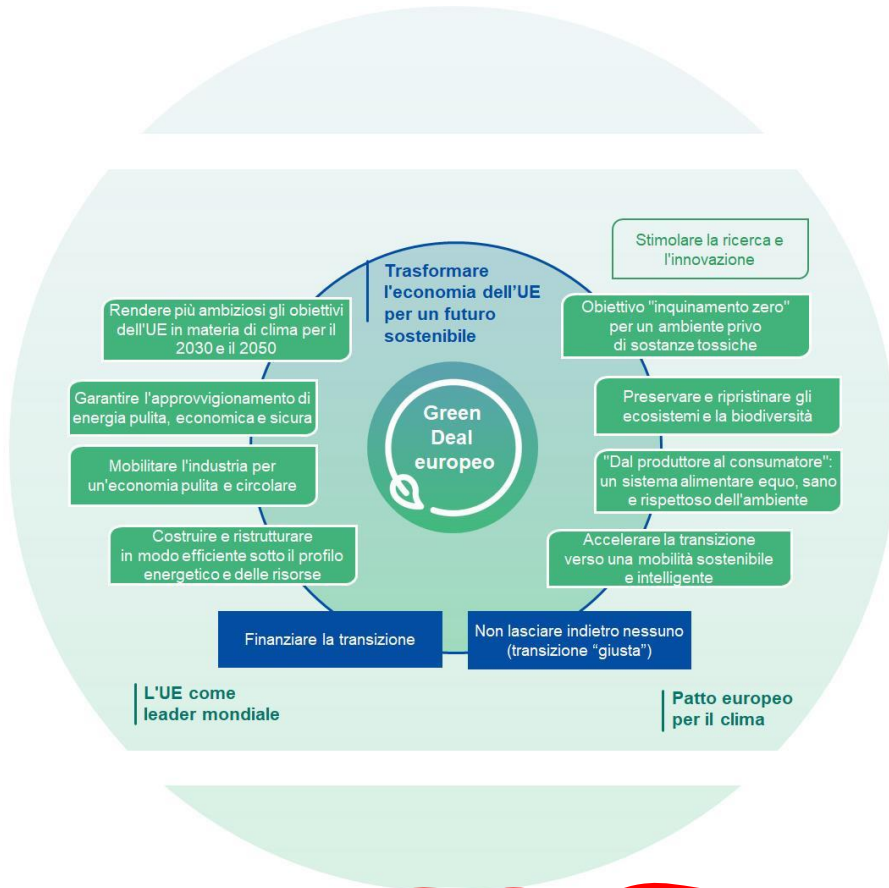 Stimolare la ricerca e
l'innovazione
Trasformare
l'economia dell'UE
per un futuro
sostenibile
Rendere più ambiziosi gli obiettivi
dell'UE in materia di clima per il
2030 e il 2050
Obiettivo "inquinamento zero"
per un ambiente privo
di sostanze tossiche
Garantire l'approvvigionamento di
energia pulita, economica e sicura
Preservare e ripristinare gli
ecosistemi e la biodiversità
Green
Deal
europeo
Mobilitare l'industria per
un'economia pulita e circolare
"Dal produttore al consumatore":
un sistema alimentare equo, sano
e rispettoso dell'ambiente
Costruire e ristrutturare
in modo efficiente sotto il profilo
energetico e delle risorse
Accelerare la transizione
verso una mobilità sostenibile
e intelligente
Finanziare la transizione
Non lasciare indietro nessuno
(transizione “giusta”)
L'UE come
leader mondiale
Patto europeo
per il clima